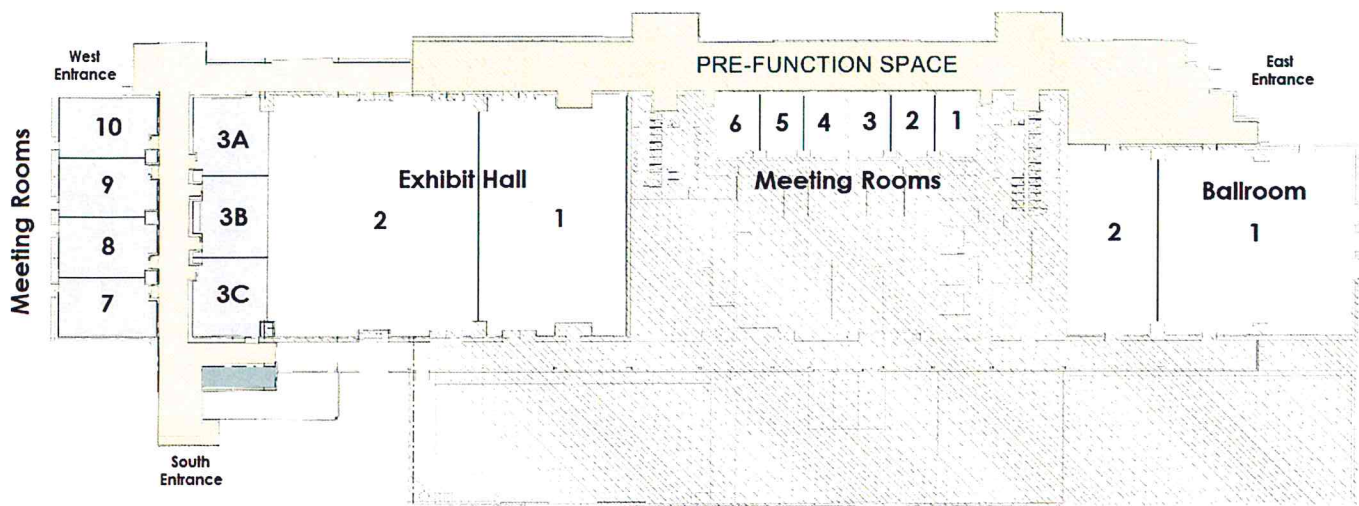 West
Entrance
PRE-FUNCTION SPACE
East
Entrance
Meeting Rooms
10
9
8
7
3A
3B
3C
Exhibit Hall
2
1
6 5 4 3 2 1
Meeting Rooms
Ballroom
2
1
South
Entrance